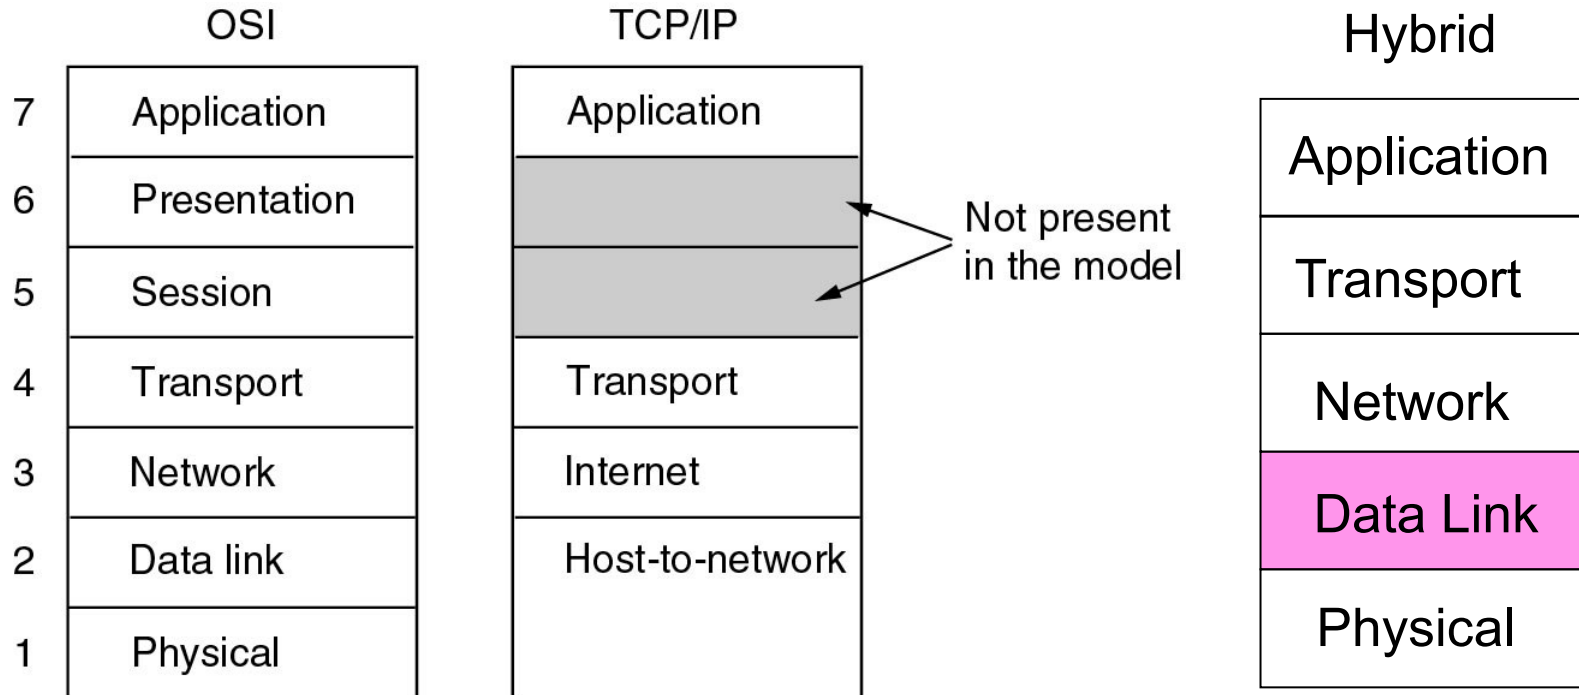 OSI
TCP/IP
Hybrid
7
Application
Application
6
Presentation
5
Session
4
Transport
Transport
3
Network
Internet
2
Data link
Host-to-network
1
Physical
Not present
in the model
Application
Transport
Network
Data Link
Physical